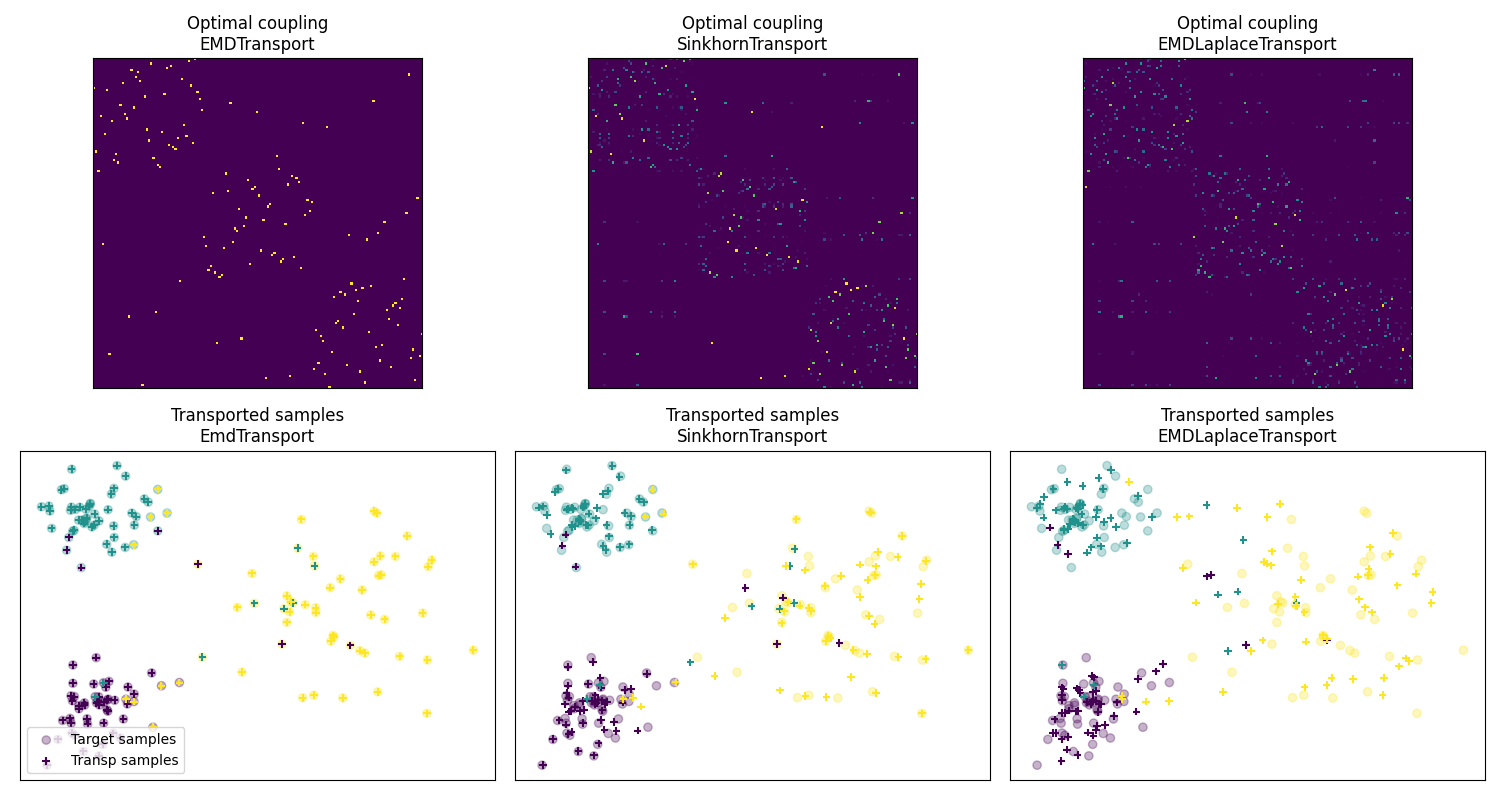 Optimal coupling
EMDTransport
Optimal coupling
SinkhornTransport
Optimal coupling
EMDLaplaceTransport
Transported samples
EmdTransport
Transported samples
SinkhornTransport
Transported samples
EMDLaplaceTransport
Target samples
Transp samples